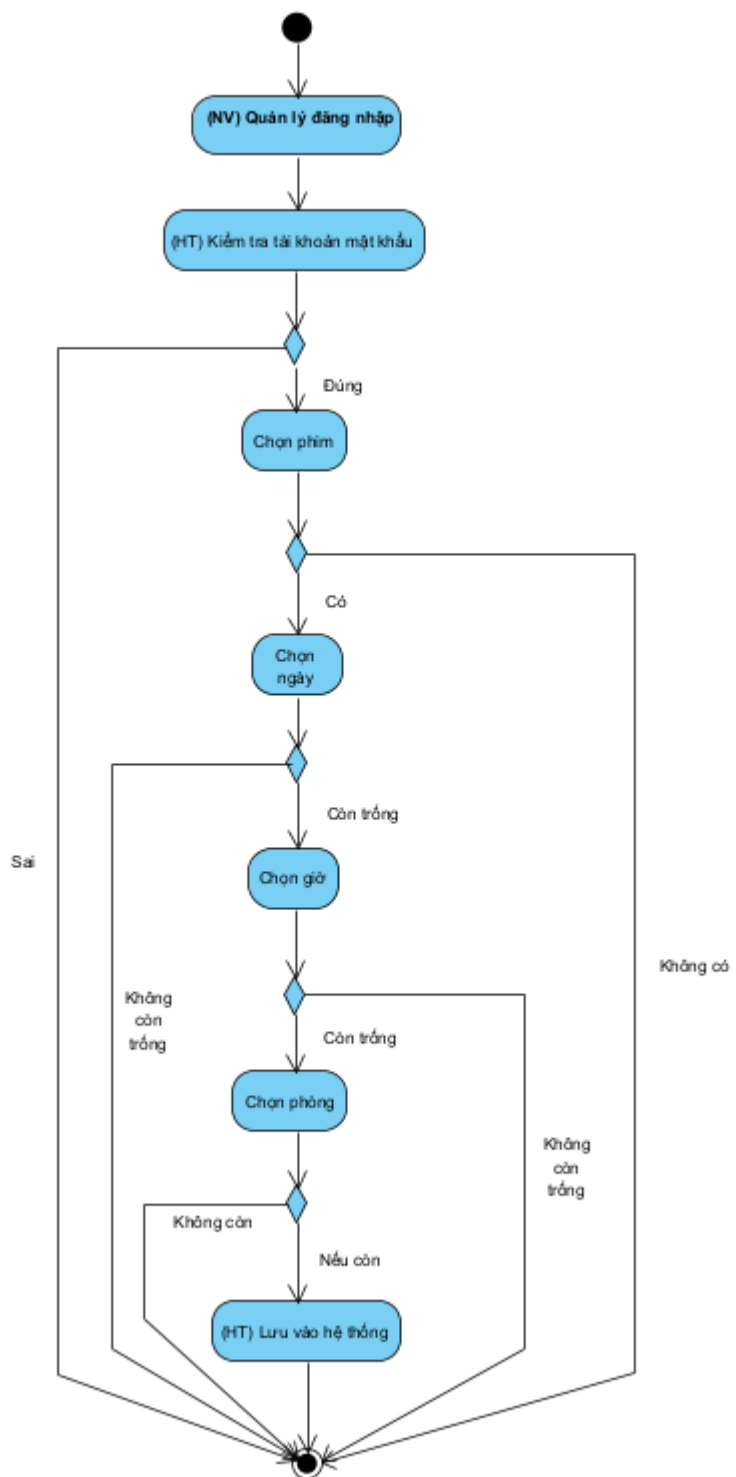 (NV) Quản lý đăng nhập
(HT) Kiểm tra tài khoản mật khẩu
Đúng
Chọn phim
Có
Chọn
ngày
Còn trống
Sai
Chọn giờ
Không có
Không
còn
trống
Còn trống
Chọn phòng
Không
còn
trống
Không còn
Nếu còn
(HT) Lưu vào hệ thống